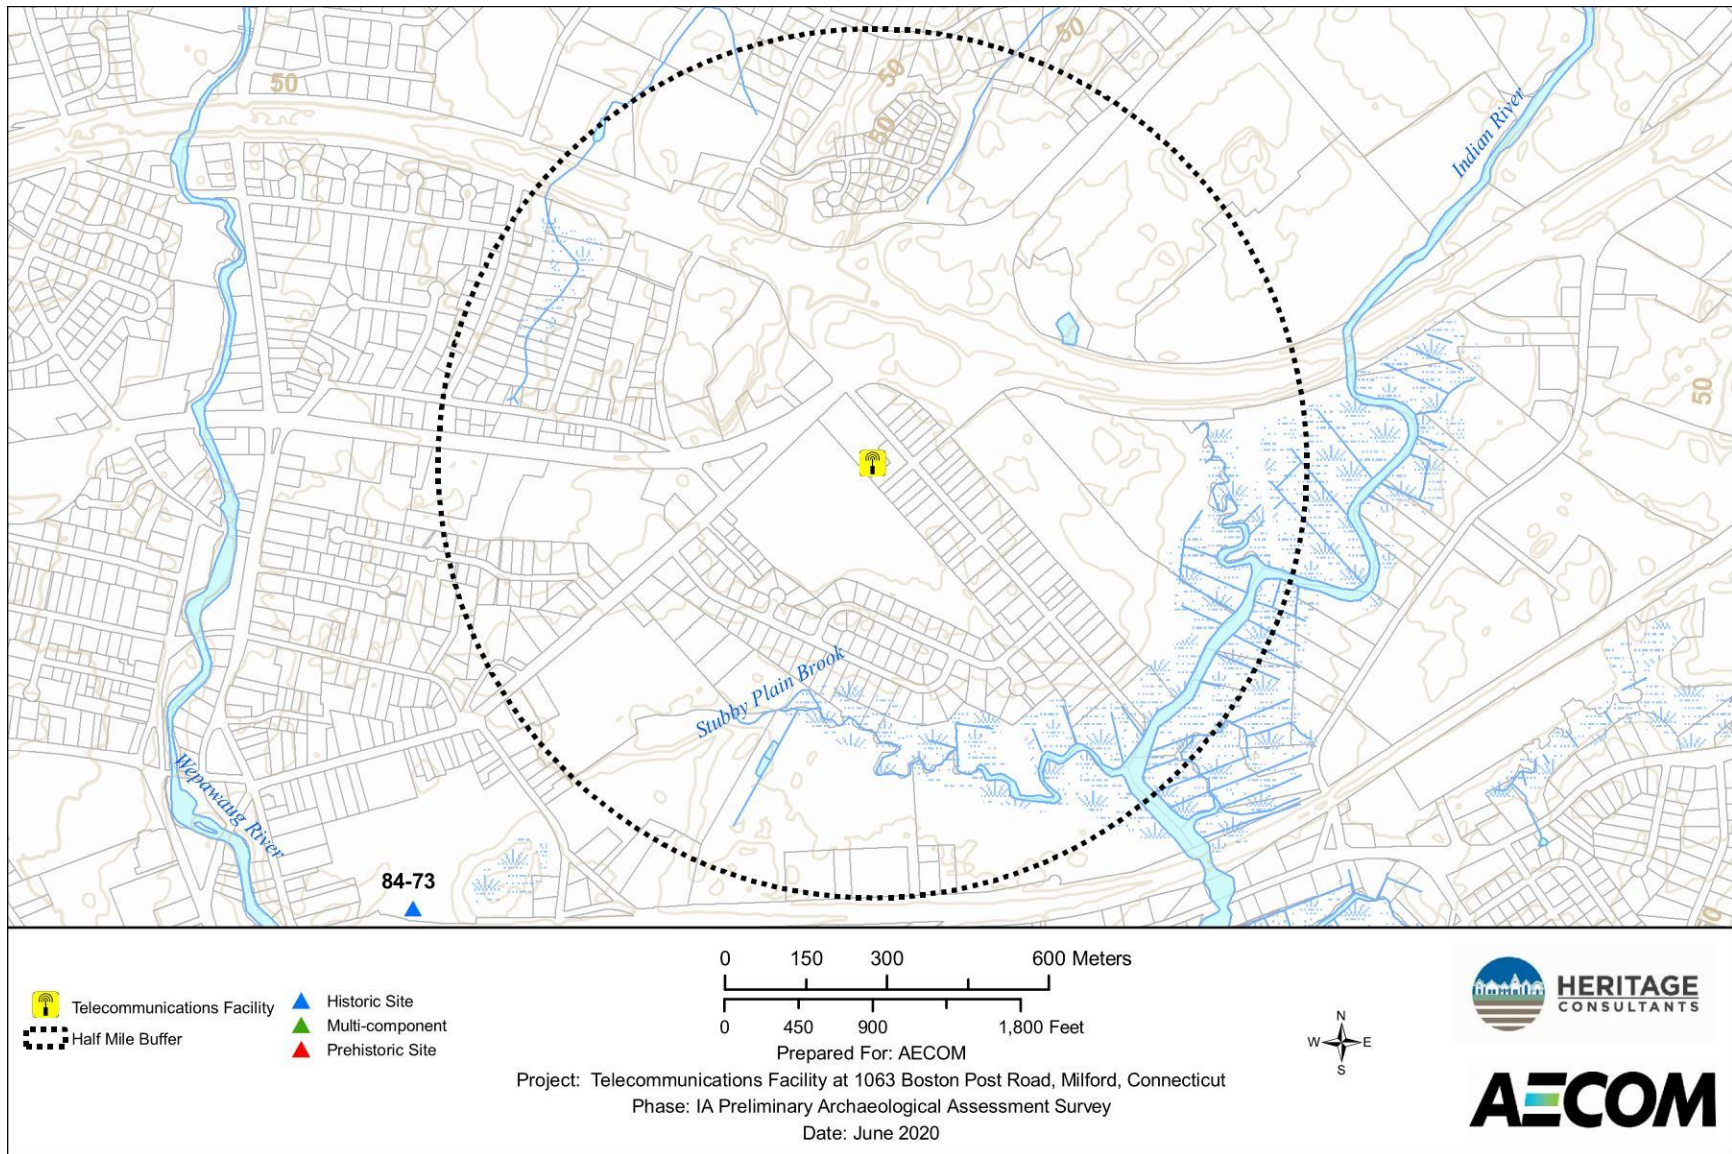 50
50
50
50
Indian River
50
Stubby Plain Brook
Wepawaug River
84-73
50
0 150 300 600 Meters
0 450 900 1,800 Feet
Telecommunications Facility
Half Mile Buffer
Historic Site
Multi-component
Prehistoric Site
Prepared For: AECOM
Project: Telecommunications Facility at 1063 Boston Post Road, Milford, Connecticut
Phase: IA Preliminary Archaeological Assessment Survey
Date: June 2020
N
W E
S
HERITAGE
CONSULTANTS
AECOM